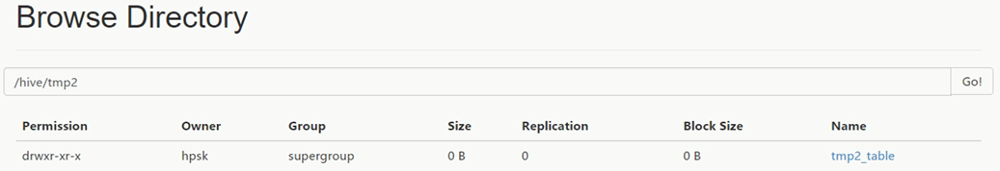 Browse Directory
/hive/tmp2 Go!
Permission Owner Group Size Replication Block Size Name
drwxr-xr-x hpsk supergroup 0 B 0 0 B tmp2_table